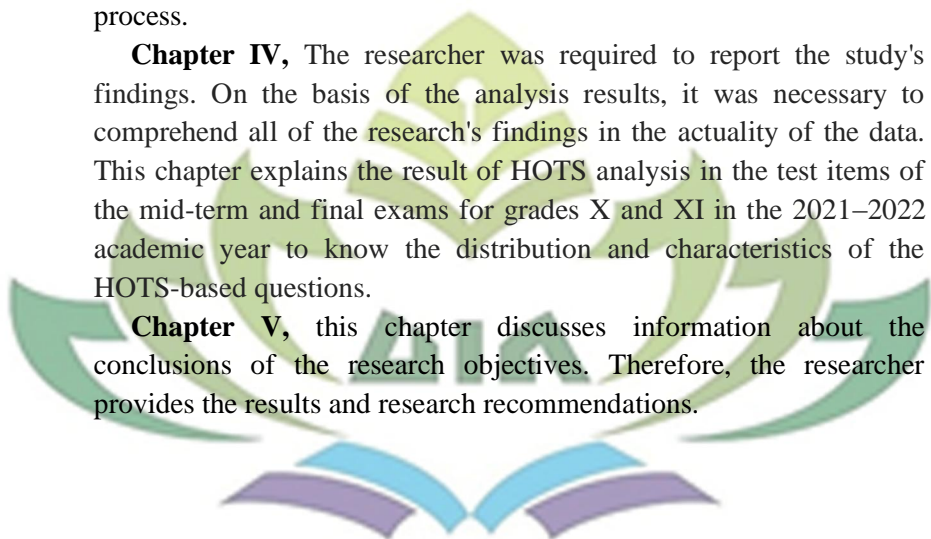 process.
Chapter IV, The researcher was required to report the study's
findings. On the basis of the analysis results, it was necessary to
comprehend all of the research's findings in the actuality of the data.
This chapter explains the result of HOTS analysis in the test items of
the mid-term and final exams for grades X and XI in the 2021–2022
academic year to know the distribution and characteristics of the
HOTS-based questions.
Chapter V, this chapter discusses information about the
conclusions of the research objectives. Therefore, the researcher
provides the results and research recommendations.